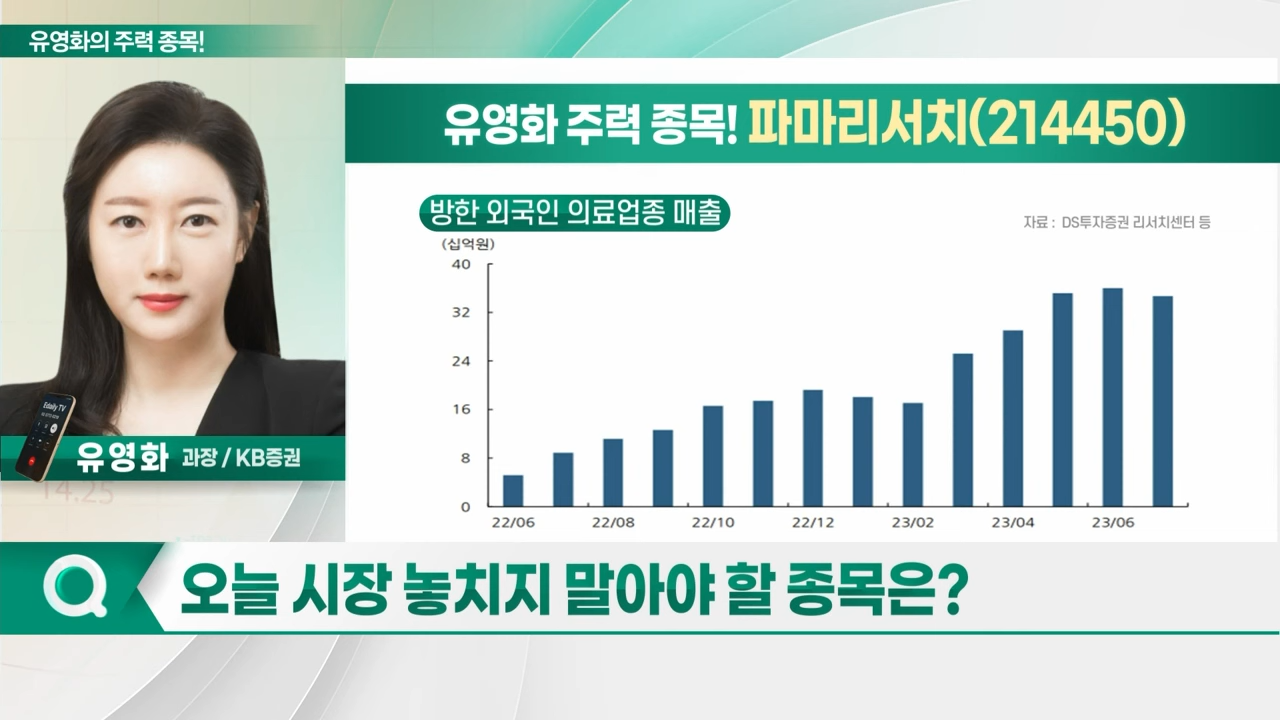 유영화의 주력 종목!
유영화 주력 종목! 파마리서치(214450)
방한 외국인 의료업종 매출
자료 : DS투자증권 리서치센터 등
(십억원)
40
32
24
16
8
0
22/06 22/08 22/10 22/12 23/02 23/04 23/06
Edaily TV
유영화 과장 / KB증권
14.25
오늘 시장 놓치지 말아야 할 종목은?